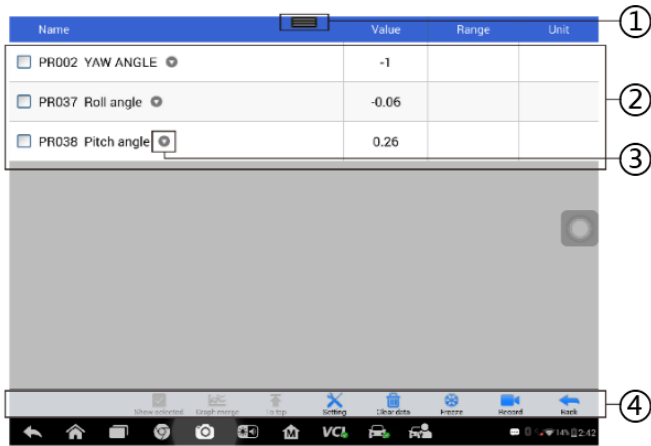 ①
Name Value Range Unit
②
PR002 YAW ANGLE -1
PR037 Roll angle -0.06
PR038 Pitch angle 0.26
③
④
Show selected Graph merge To top Setting Clear data Freeze Record Back
M VCI 14% 2:42